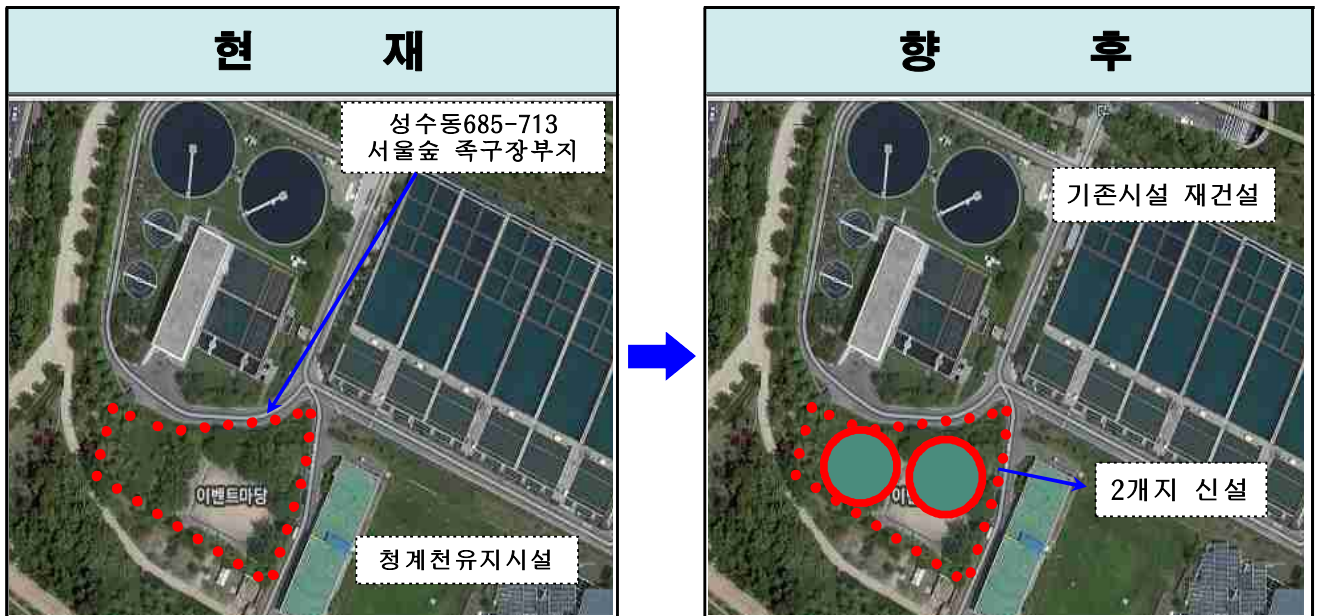 현 재
향 후
성수동685-713
서울숲 족구장부지
이벤트마당
청계천유지시설
기존시설 재건설
이벤
2개지 신설